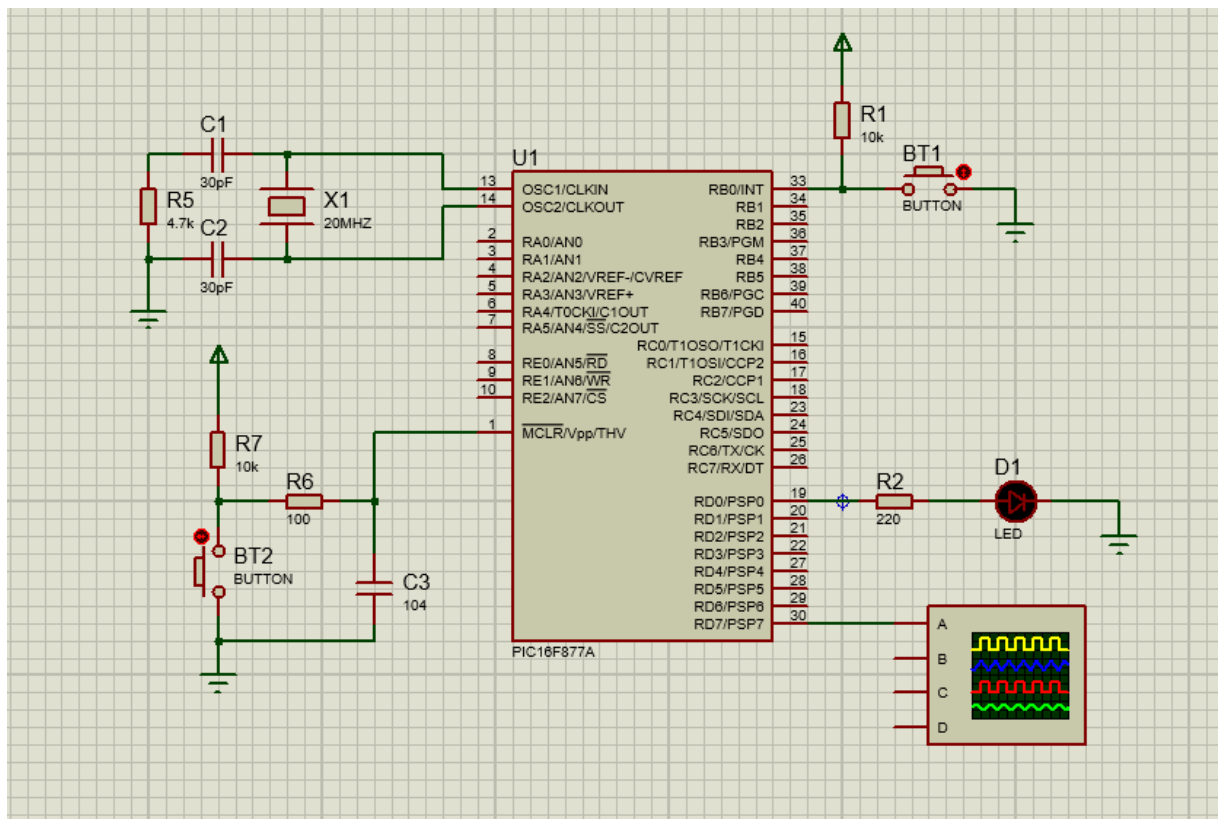 C1
30pF
R5
4.7k
C2
30pF
X1
20MHZ
R7
10k
R6
100
BT2
BUTTON
C3
104
U1
13 OSC1/CLKIN
14 OSC2/CLKOUT
2 RA0/AN0
3 RA1/AN1
4 RA2/AN2/VREF-/CVREF
5 RA3/AN3/VREF+
6 RA4/T0CKI/C1OUT
7 RA5/AN4/SS/C2OUT
8 RE0/AN5/RD
9 RE1/AN6/WR
10 RE2/AN7/CS
1 MCLR/Vpp/THV
RB0/INT 33
RB1 34
RB2 35
RB3/PGM 36
RB4 37
RB5 38
RB6/PGC 39
RB7/PGD 40
RC0/T1OSO/T1CKI 15
RC1/T1OSI/CCP2 16
RC2/CCP1 17
RC3/SCK/SCL 18
RC4/SDI/SDA 23
RC5/SDO 24
RC6/TX/CK 25
RC7/RX/DT 26
RD0/PSP0 19
RD1/PSP1 20
RD2/PSP2 21
RD3/PSP3 22
RD4/PSP4 27
RD5/PSP5 28
RD6/PSP6 29
RD7/PSP7 30
PIC16F877A
R1
10k
BT1
BUTTON
R2
220
D1
LED
A
B
C
D